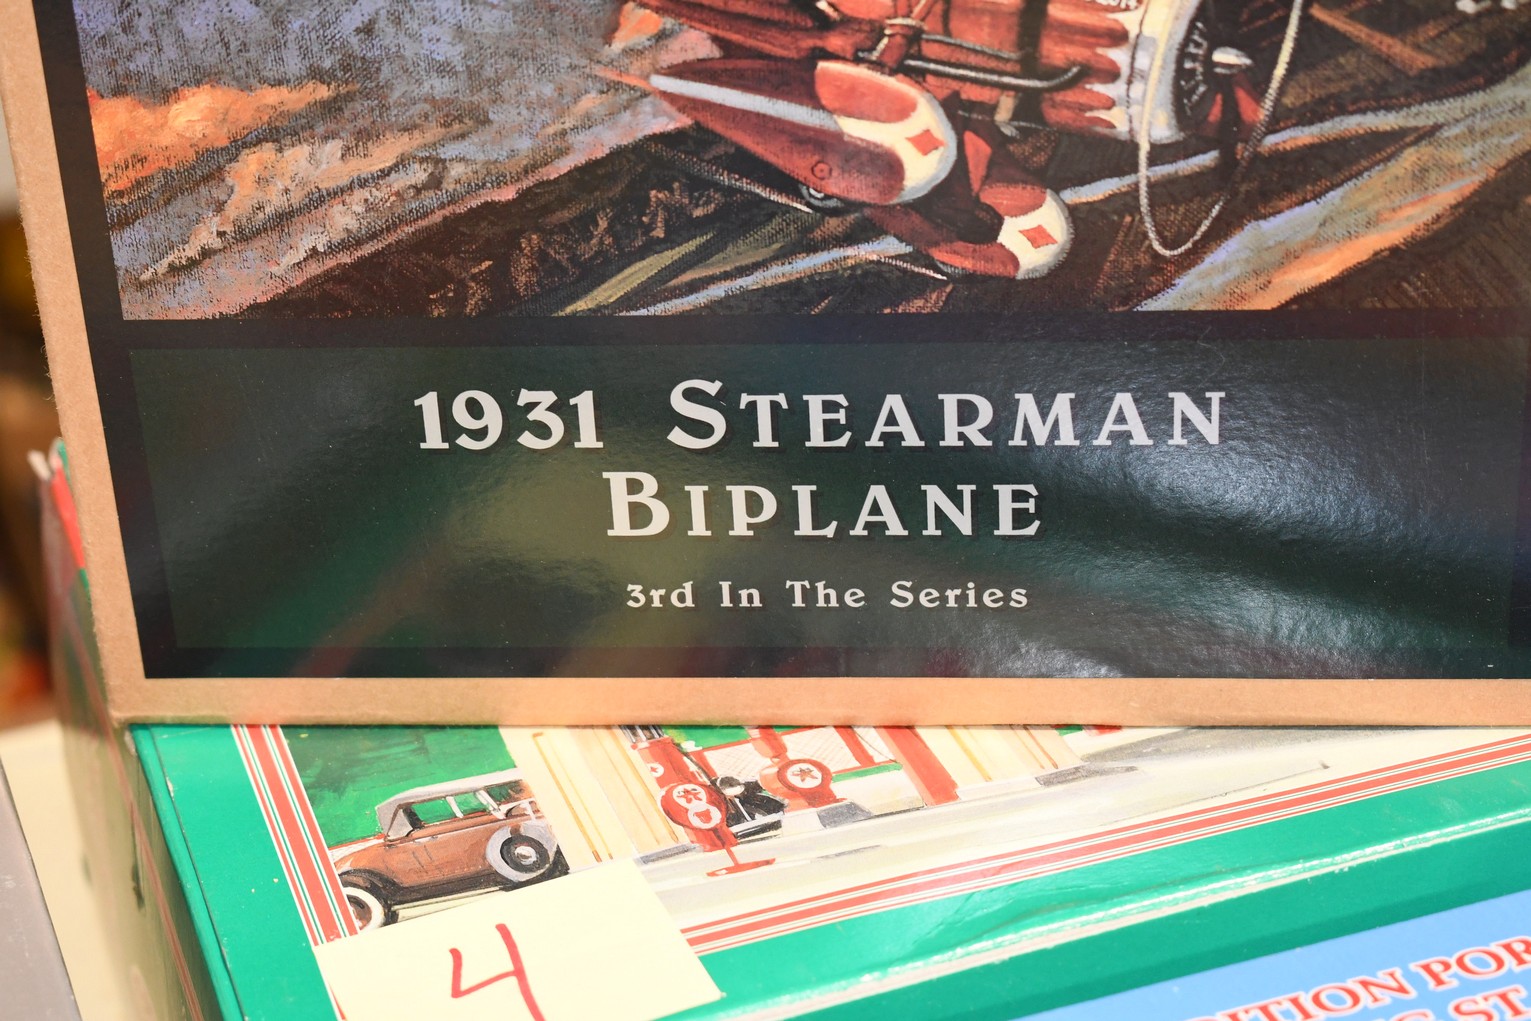 1931 STEARMAN
BIPLANE
3rd In The Series
4